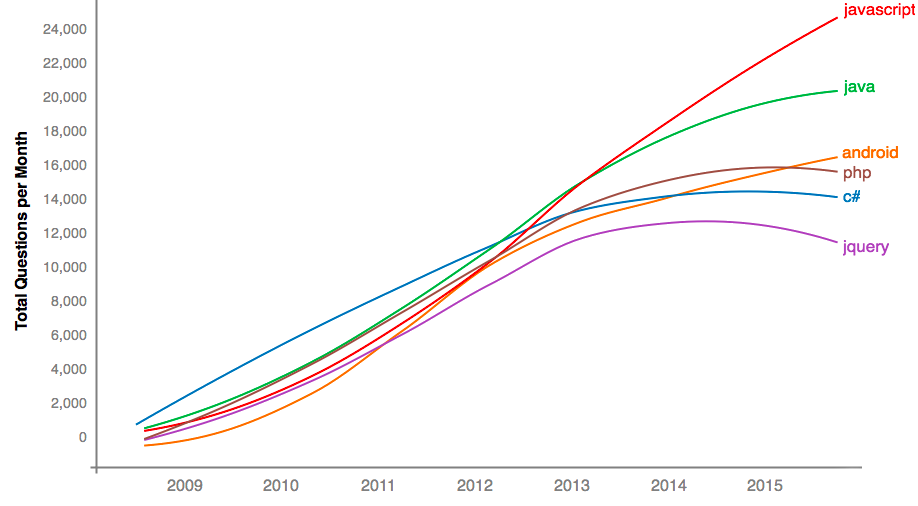 javascript
24,000
22,000
java
20,000
18,000
android
16,000
php
14,000
c#
12,000
jquery
10,000
8,000
6,000
4,000
2,000
0
Total Questions per Month
2009 2010 2011 2012 2013 2014 2015